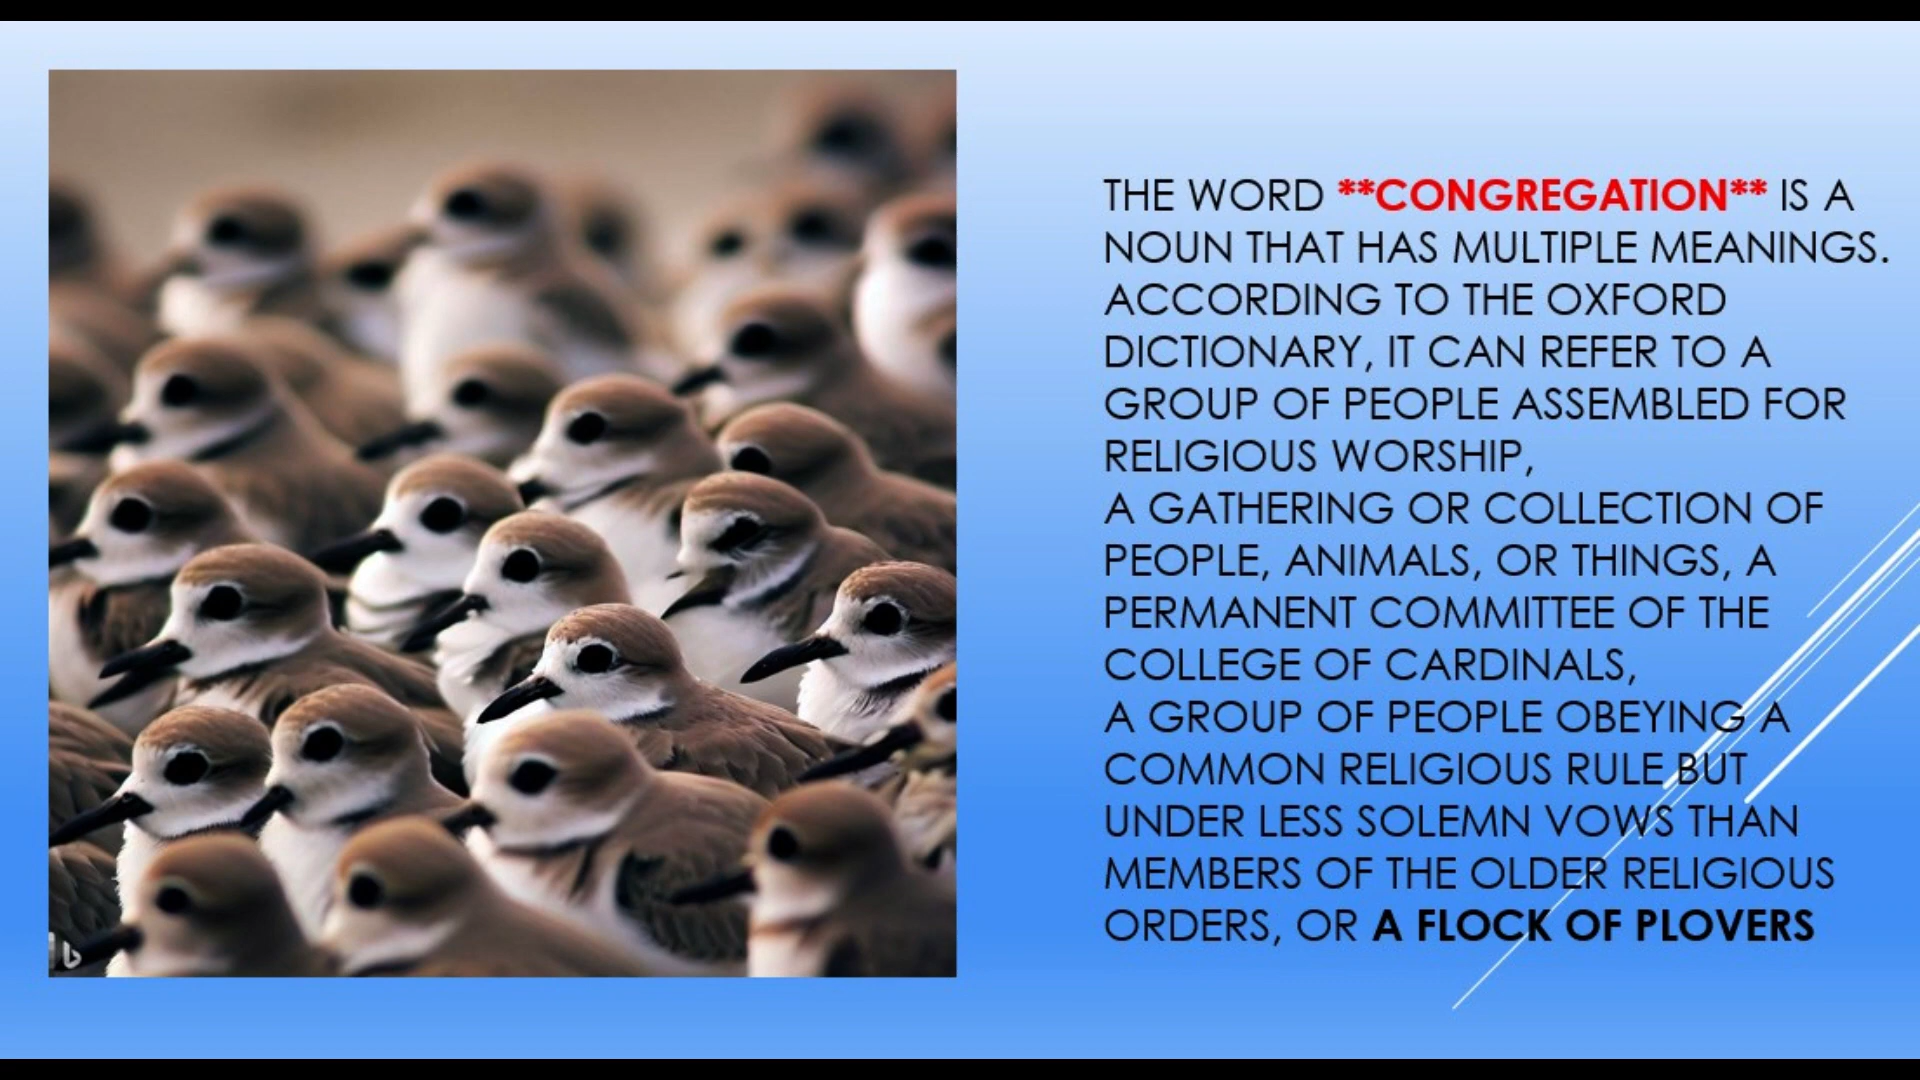 THE WORD **CONGREGATION** IS A
NOUN THAT HAS MULTIPLE MEANINGS.
ACCORDING TO THE OXFORD
DICTIONARY, IT CAN REFER TO A
GROUP OF PEOPLE ASSEMBLED FOR
RELIGIOUS WORSHIP,
A GATHERING OR COLLECTION OF
PEOPLE, ANIMALS, OR THINGS, A
PERMANENT COMMITTEE OF THE
COLLEGE OF CARDINALS,
A GROUP OF PEOPLE OBEYING A
COMMON RELIGIOUS RULE BUT
UNDER LESS SOLEMN VOWS THAN
MEMBERS OF THE OLDER RELIGIOUS
ORDERS, OR A FLOCK OF PLOVERS